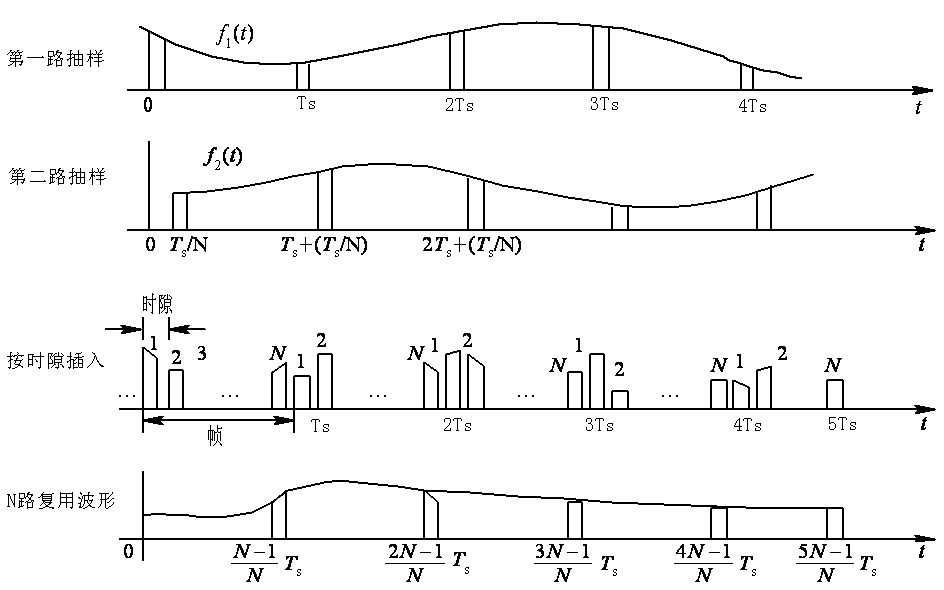 f₁(t)
第一路抽样
0 Ts 2Ts 3Ts 4Ts t
f₂(t)
第二路抽样
0 Tₛ/N Tₛ+(Tₛ/N) 2Tₛ+(Tₛ/N) t
时隙
1 2 3 N 1 2 N 1 2 N 1 2 N 1 2 N
按时隙插入
… … … … …
帧 Ts 2Ts 3Ts 4Ts 5Ts t
N路复用波形
0 (N−1)/N Tₛ (2N−1)/N Tₛ (3N−1)/N Tₛ (4N−1)/N Tₛ (5N−1)/N Tₛ t